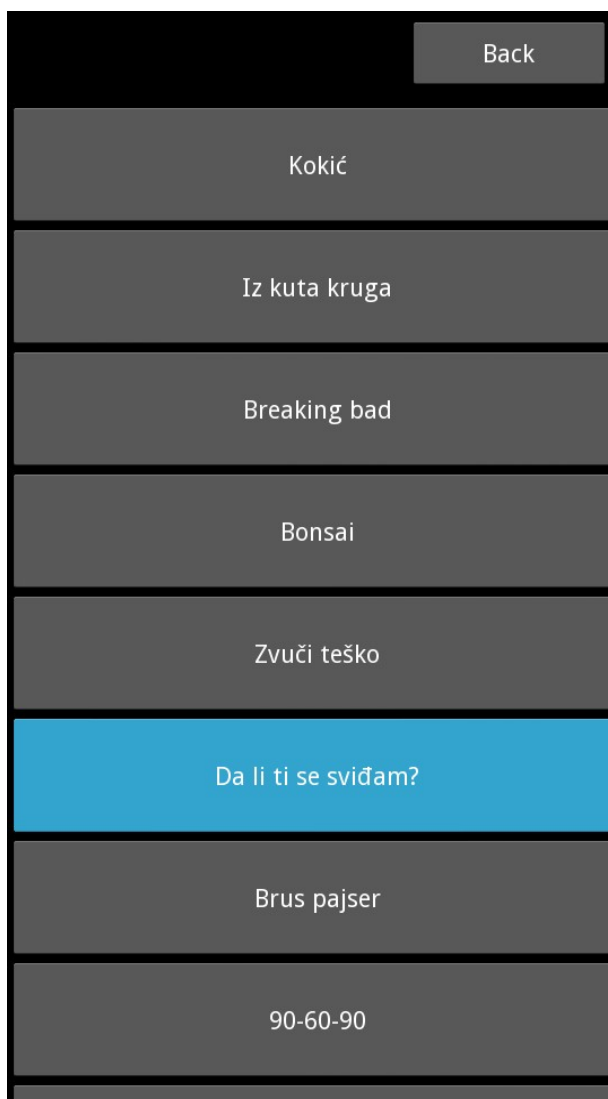 Back
Kokić
Iz kuta kruga
Breaking bad
Bonsai
Zvuči teško
Da li ti se sviđam?
Brus pajser
90-60-90